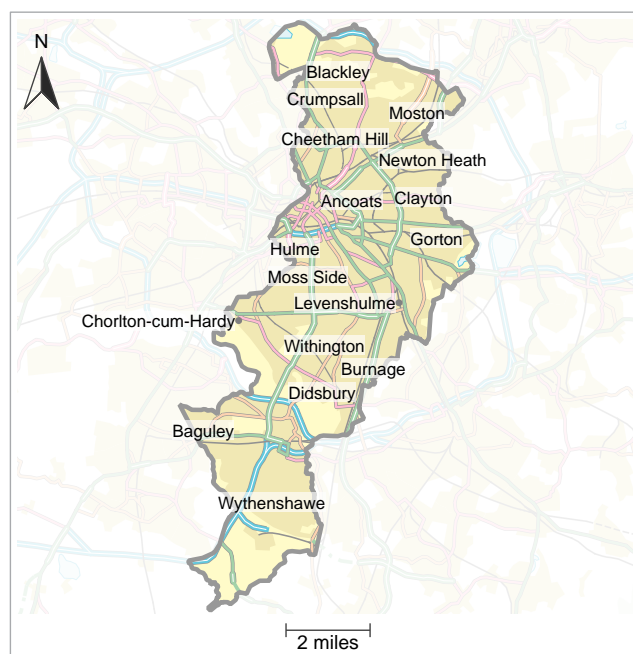 N
Blackley
Crumpsall
Moston
Cheetham Hill
Newton Heath
Ancoats
Clayton
Hulme
Gorton
Moss Side
Levenshulme
Chorlton-cum-Hardy
Withington
Burnage
Didsbury
Baguley
Wythenshawe
2 miles